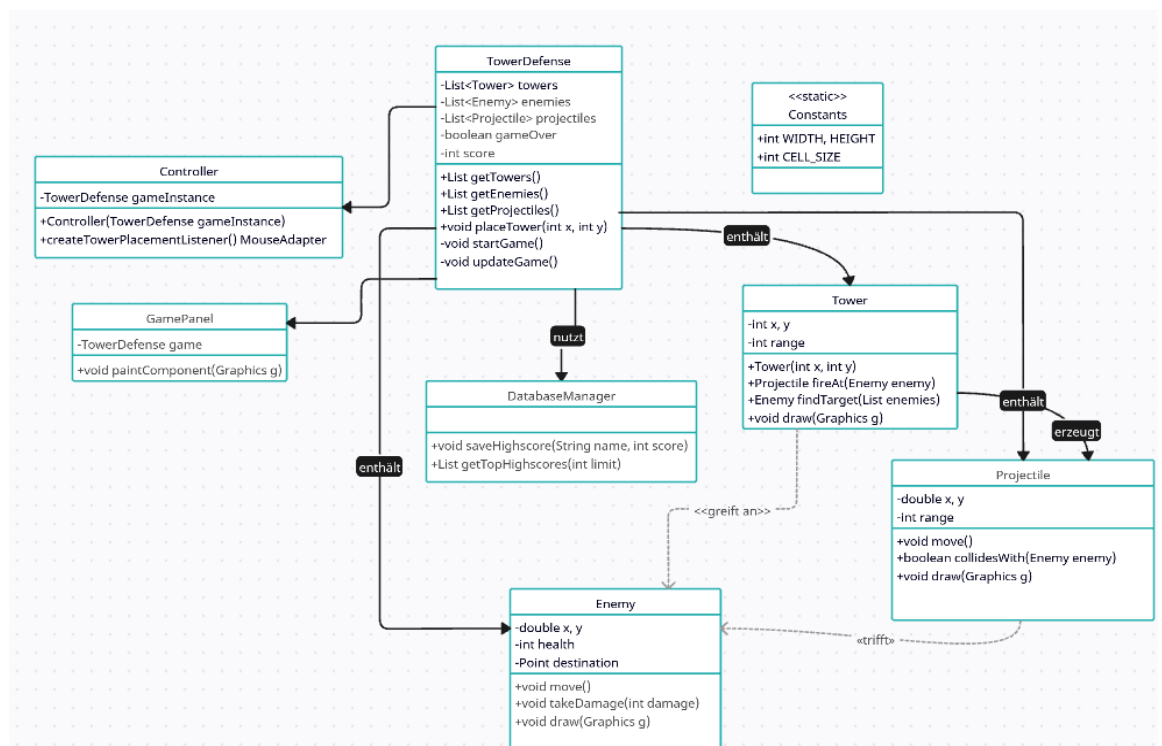 TowerDefense
-List<Tower> towers
-List<Enemy> enemies
-List<Projectile> projectiles
-boolean gameOver
-int score
+List getTowers()
+List getEnemies()
+List getProjectiles()
+void placeTower(int x, int y)
-void startGame()
-void updateGame()
<<static>>
Constants
+int WIDTH, HEIGHT
+int CELL_SIZE
Controller
-TowerDefense gameInstance
+Controller(TowerDefense gameInstance)
+createTowerPlacementListener() MouseAdapter
enthält
GamePanel
-TowerDefense game
+void paintComponent(Graphics g)
nutzt
Tower
-int x, y
-int range
+Tower(int x, int y)
+Projectile fireAt(Enemy enemy)
+Enemy findTarget(List enemies)
+void draw(Graphics g)
DatabaseManager
+void saveHighscore(String name, int score)
+List getTopHighscores(int limit)
enthält
erzeugt
enthält
Projectile
-double x, y
-int range
+void move()
+boolean collidesWith(Enemy enemy)
+void draw(Graphics g)
<<greift an>>
Enemy
-double x, y
-int health
-Point destination
+void move()
+void takeDamage(int damage)
+void draw(Graphics g)
«trifft»